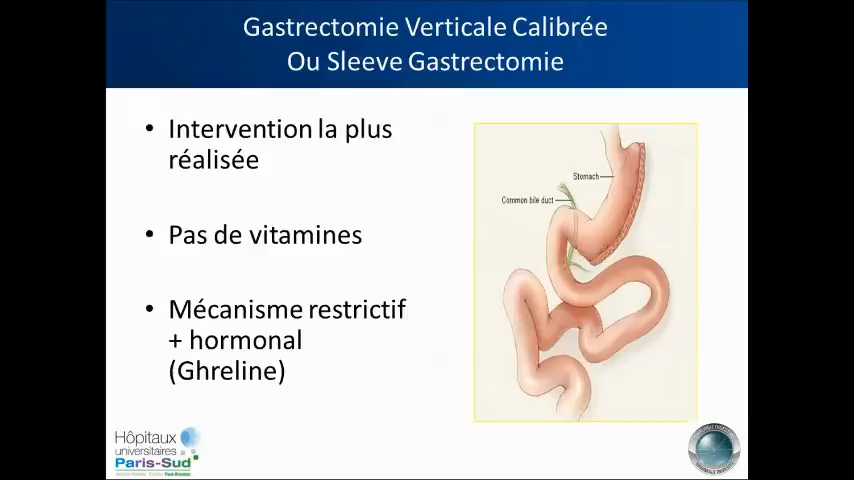 Gastrectomie Verticale Calibrée
Ou Sleeve Gastrectomie
• Intervention la plus
réalisée
• Pas de vitamines
• Mécanisme restrictif
+ hormonal
(Ghreline)
Stomach
Common bile duct
Hôpitaux
universitaires
Paris-Sud